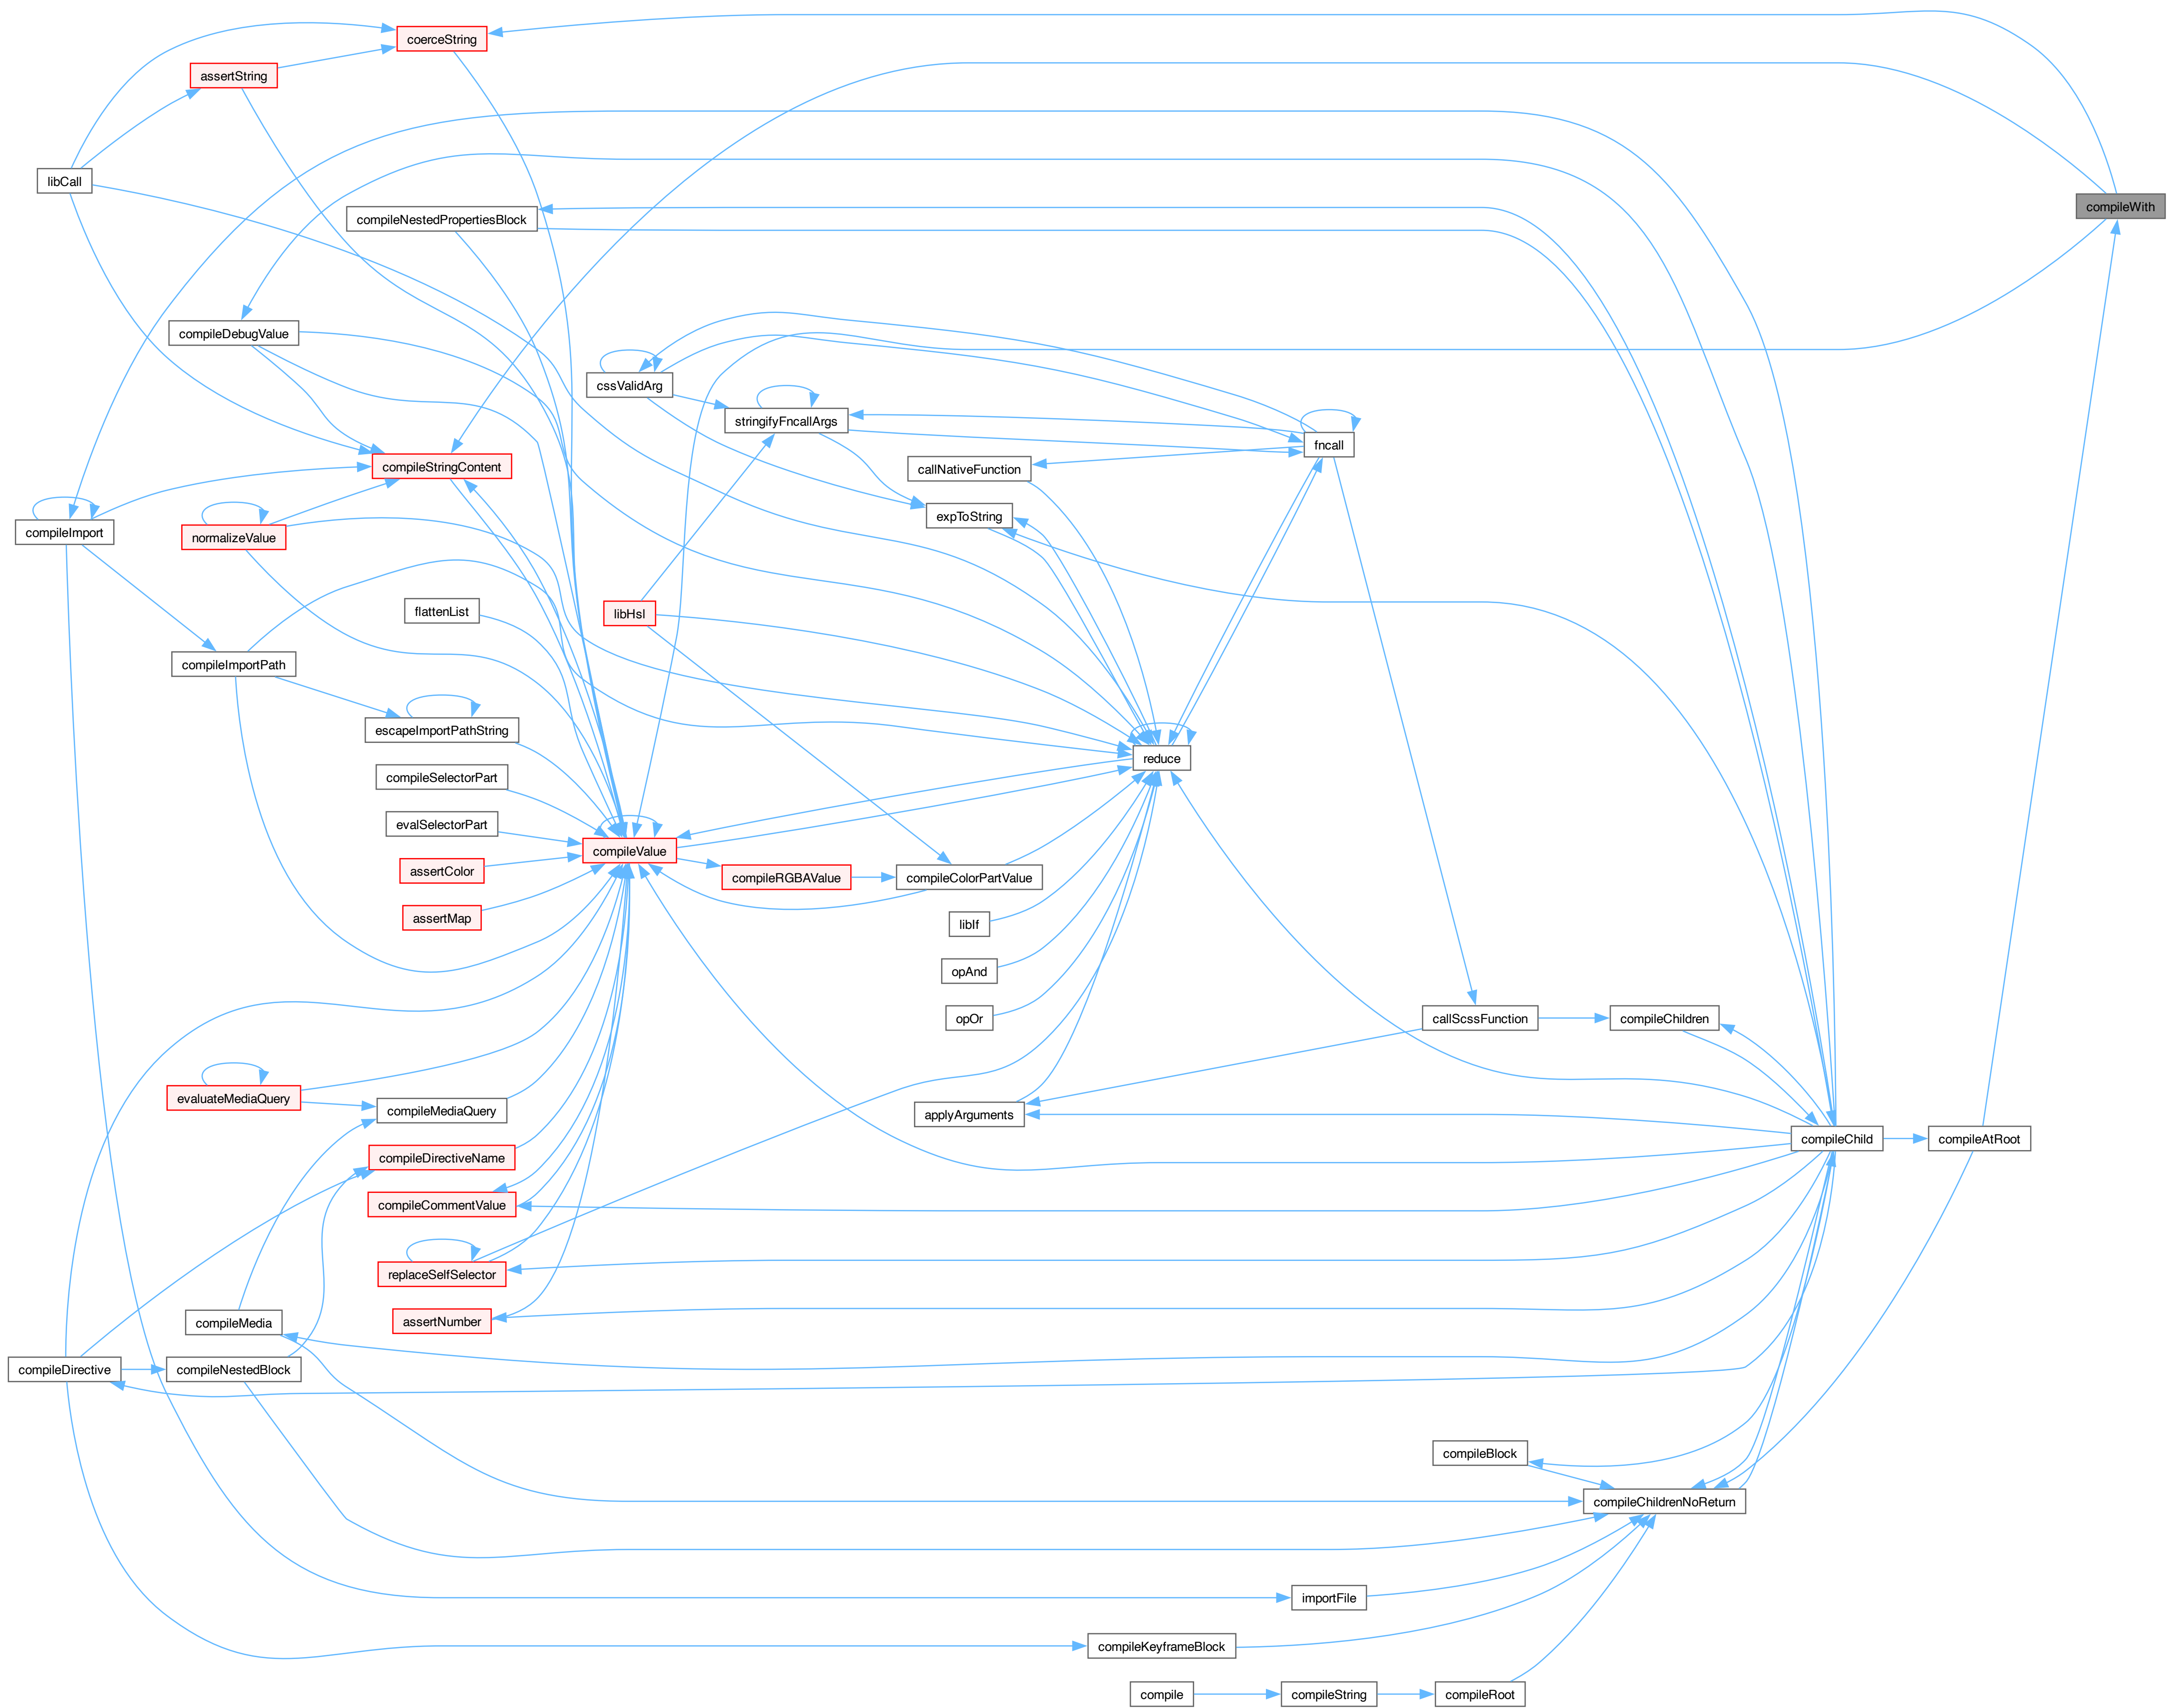 coerceString
assertString
libCall
compileWith
compileNestedPropertiesBlock
compileDebugValue
cssValidArg
stringifyFncallArgs
fncall
compileStringContent
callNativeFunction
expToString
compileImport
normalizeValue
flattenList
libHsl
compileImportPath
escapeImportPathString
reduce
compileSelectorPart
evalSelectorPart
compileValue
assertColor
compileRGBAValue
compileColorPartValue
assertMap
libIf
opAnd
opOr
callScssFunction
compileChildren
evaluateMediaQuery
compileMediaQuery
applyArguments
compileChild
compileAtRoot
compileDirectiveName
compileCommentValue
replaceSelfSelector
compileMedia
assertNumber
compileDirective
compileNestedBlock
compileBlock
compileChildrenNoReturn
importFile
compileKeyframeBlock
compile
compileString
compileRoot